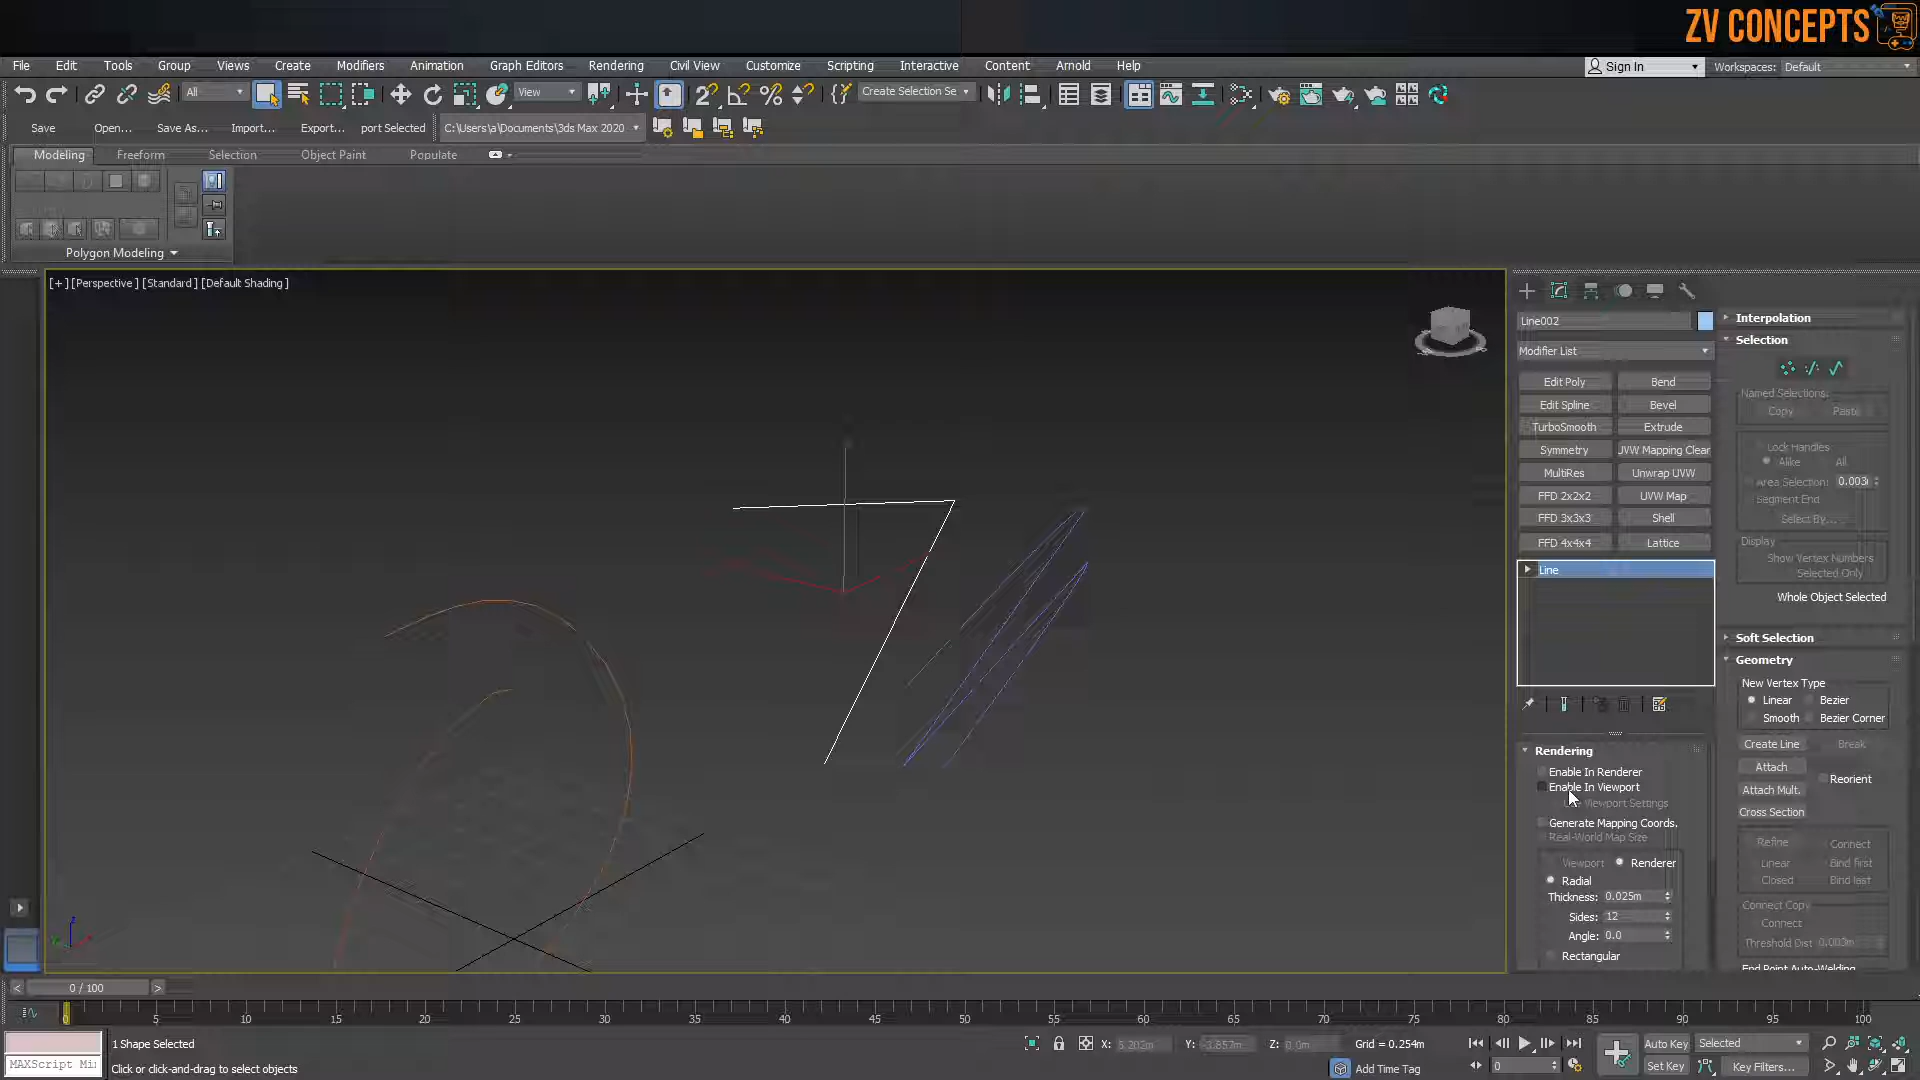 ZV CONCEPTS
File Edit Tools Group Views Create Modifiers Animation Graph Editors Rendering Civil View Customize Scripting Interactive Content Arnold Help
Sign In Workspaces: Default
All View Create Selection Se
Save Open... Save As... Import... Export... port Selected C:\Users\a\Documents\3ds Max 2020
Modeling Freeform Selection Object Paint Populate
Polygon Modeling
[+] [Perspective] [Standard] [Default Shading]
Line002
Modifier List
Edit Poly Bend
Edit Spline Bevel
TurboSmooth Extrude
Symmetry UVW Mapping Clear
MultiRes Unwrap UVW
FFD 2x2x2 UVW Map
FFD 3x3x3 Shell
FFD 4x4x4 Lattice
Line
Rendering
Enable In Renderer
Enable In Viewport
Viewport Settings
Generate Mapping Coords.
Real-World Map Size
Viewport Renderer
Radial
Thickness: 0.025m
Sides: 12
Angle: 0.0
Rectangular
Interpolation
Selection
Named Selections:
Copy Paste
Lock Handles
Alike All
Area Selection:
Segment End
Select By...
Display
Show Vertex Numbers
Selected Only
Whole Object Selected
Soft Selection
Geometry
New Vertex Type
Linear Bezier
Smooth Bezier Corner
Create Line Break
Attach
Reorient
Attach Mult.
Cross Section
Refine Connect
Linear Bind first
Closed Bind last
Connect Copy
Connect
Threshold Dist 0.003m
End Point Auto-Welding
< 0 / 100 >
0 5 10 15 20 25 30 35 40 45 50 55 60 65 70 75 80 85 90 95 100
1 Shape Selected
X: 5.202m Y: -3.857m Z: 0.0m Grid = 0.254m
Auto Key Selected
MAXScript Mi
Click or click-and-drag to select objects
Add Time Tag
0
Set Key Key Filters...